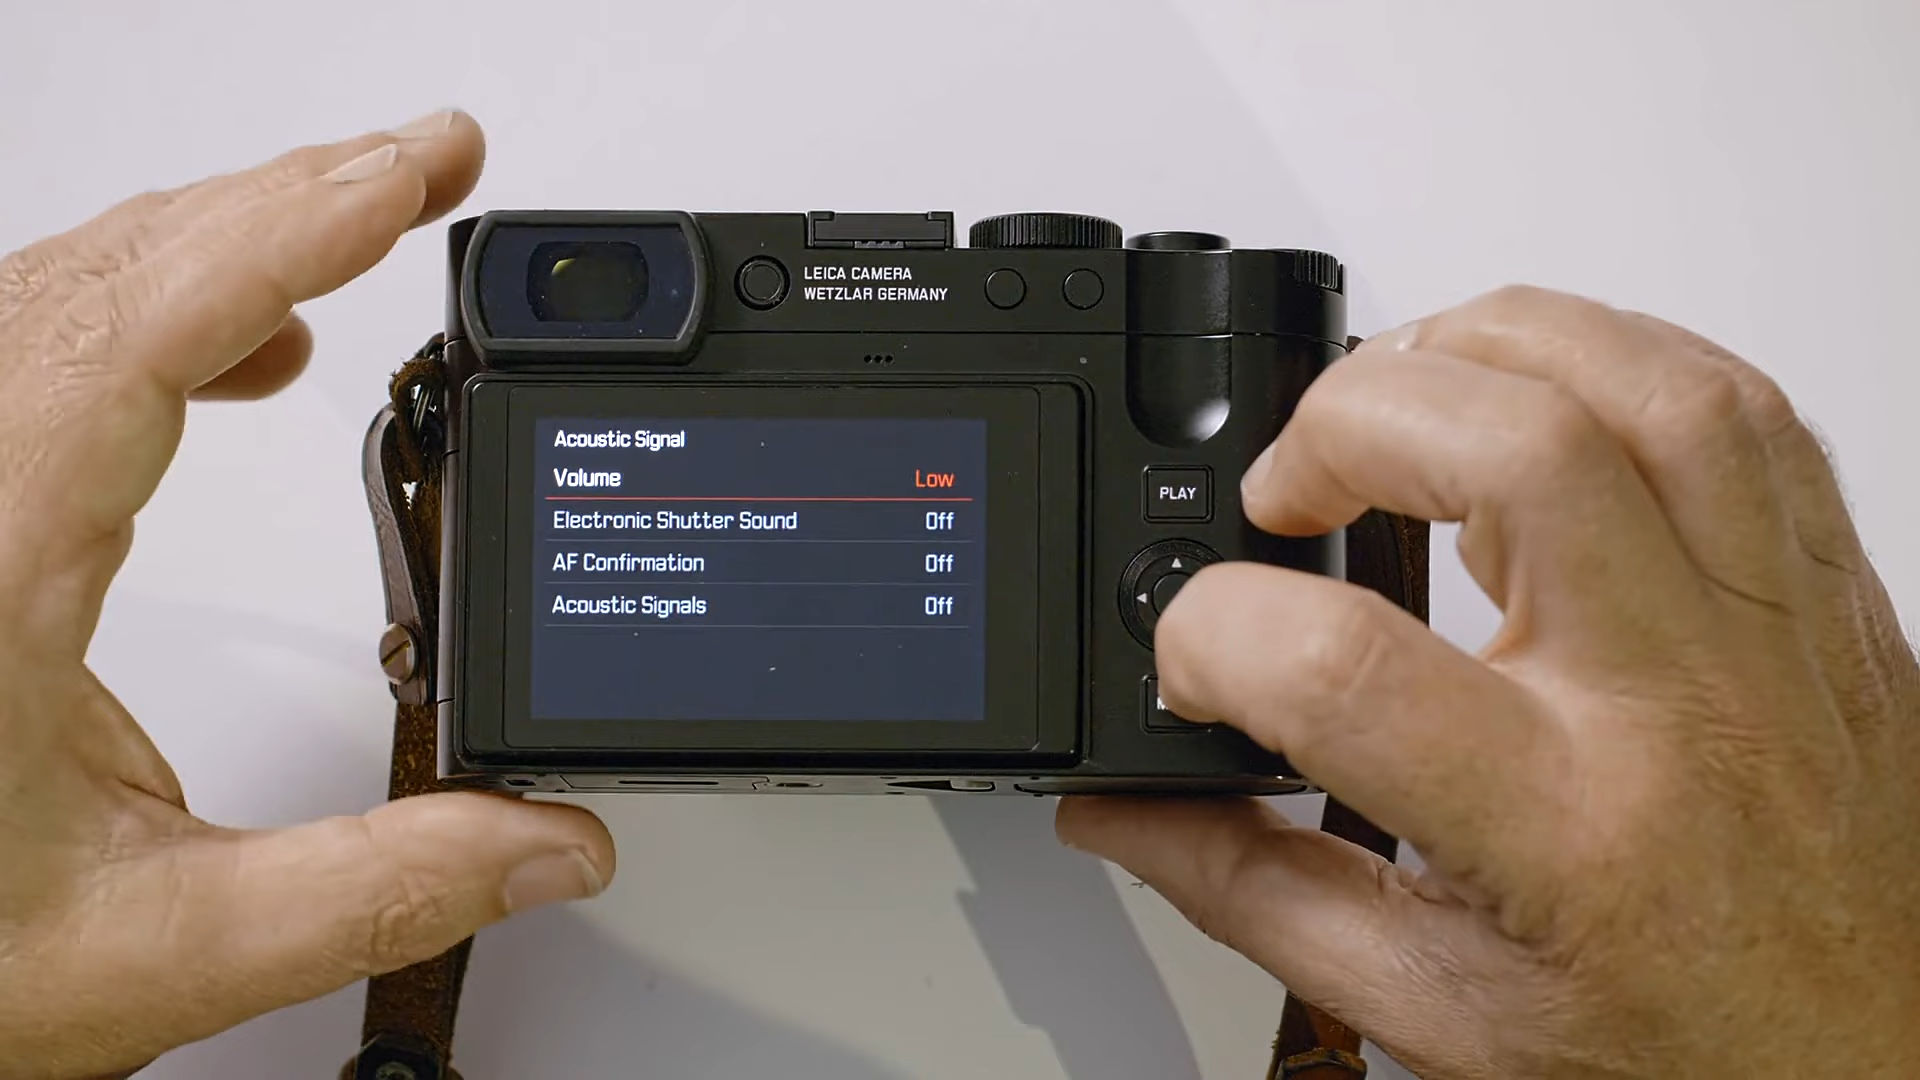 LEICA CAMERA
WETZLAR GERMANY
Acoustic Signal
Volume Low
Electronic Shutter Sound Off
AF Confirmation Off
Acoustic Signals Off
PLAY